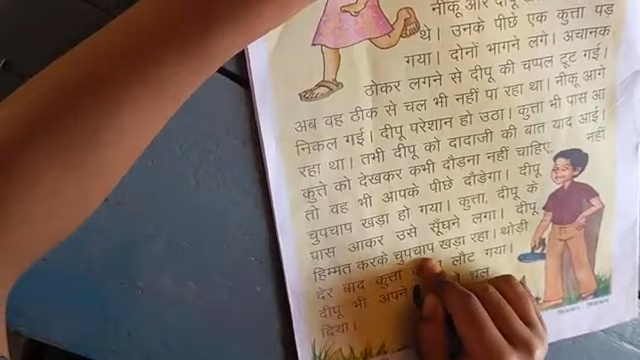 नीकू और दीपू
थे। उनके पीछे एक कुत्ता पड़
गया। दोनों भागने लगे। अचानक
ठोकर लगने से दीपू की चप्पल टूट गई।
अब वह ठीक से चल भी नहीं पा रहा था। नीकू आगे
निकल गई। दीपू परेशान हो उठा। कुत्ता भी पास आ
रहा था। तभी दीपू को दादाजी की बात याद आई।
कुत्ते को देखकर कभी दौड़ना नहीं चाहिए, नहीं
तो वह भी आपके पीछे दौड़ेगा। दीपू
चुपचाप खड़ा हो गया। कुत्ता, दीपू के
पास आकर उसे सूँघने लगा। दीपू
हिम्मत करके चुपचाप खड़ा रहा। थोड़ी
देर बाद कुत्ता लौट गया।
दीपू भी अपने चल
दिया।